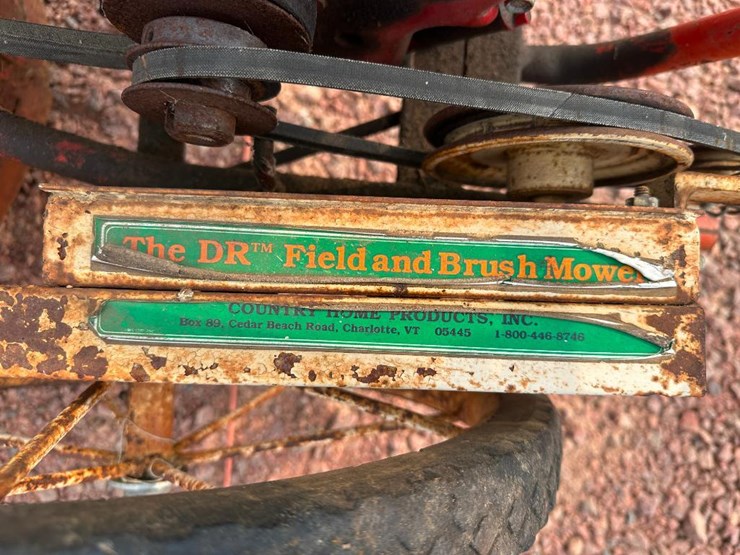 The DR™ Field and Brush Mower
COUNTRY HOME PRODUCTS, INC.
Box 89, Cedar Beach Road, Charlotte, VT 05445 1-800-446-8746